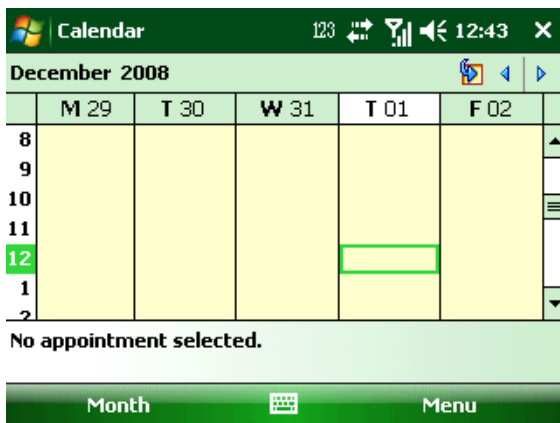 Calendar 123 12:43
December 2008
M 29 T 30 W 31 T 01 F 02
8
9
10
11
12
1
2
No appointment selected.
Month Menu